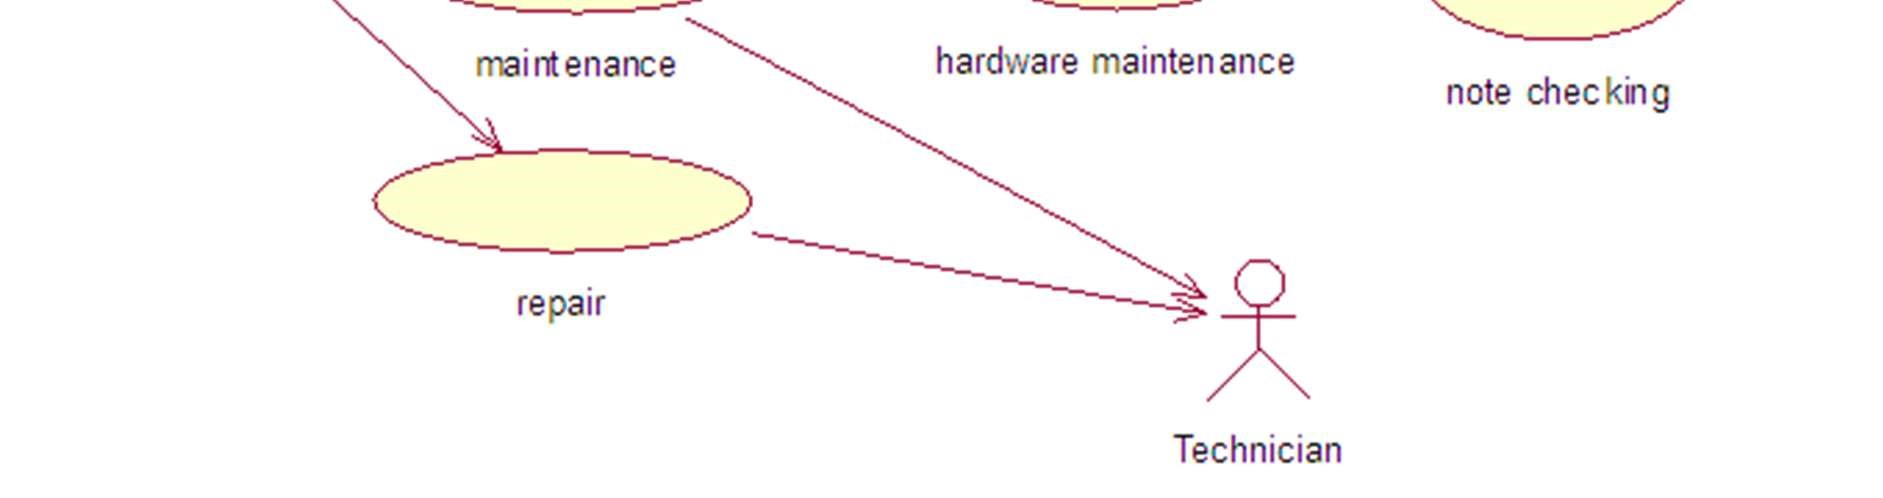 maintenance
hardware maintenance
note checking
repair
Technician